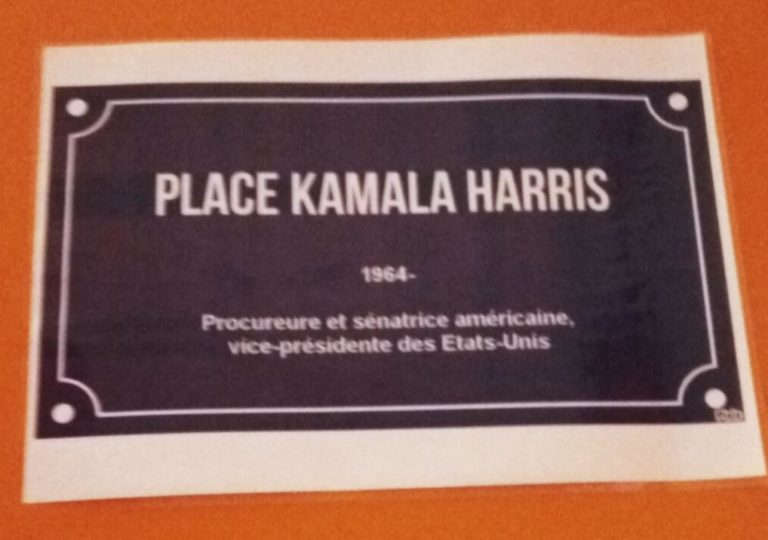 PLACE KAMALA HARRIS
1964-
Procureure et sénatrice américaine,
vice-présidente des Etats-Unis